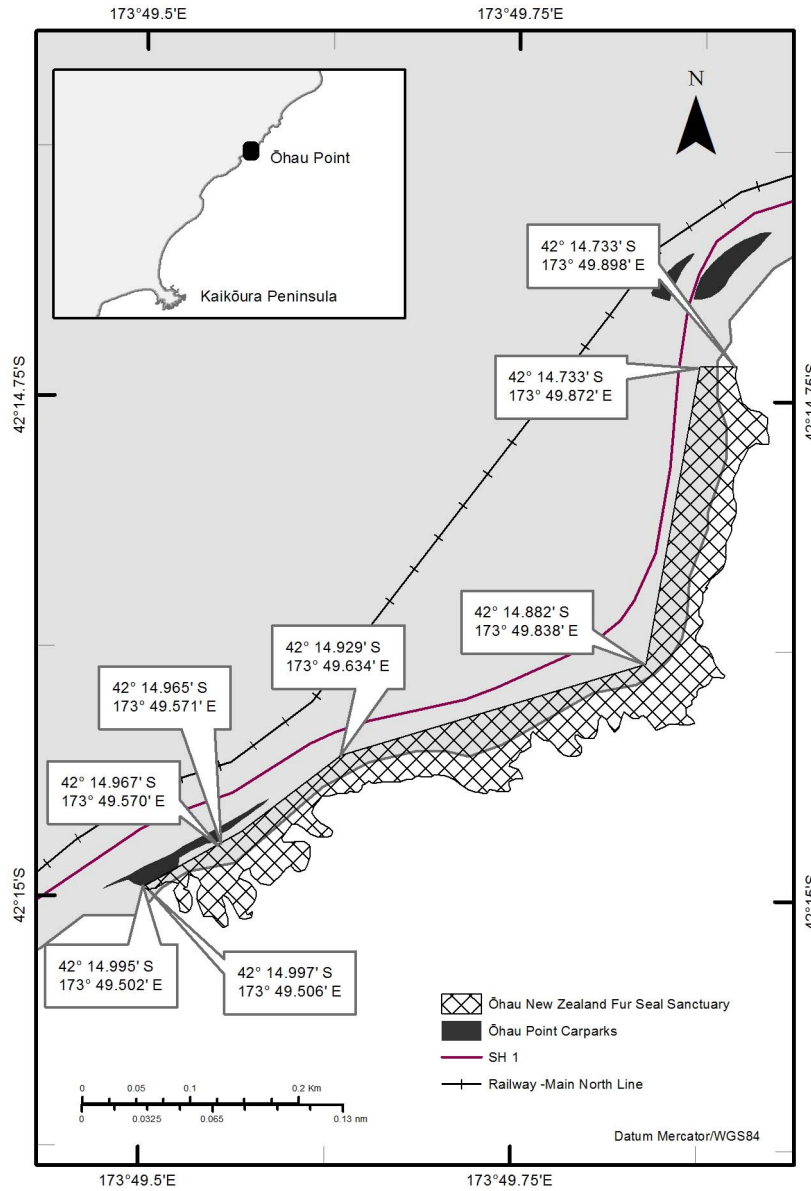 173°49.5'E
173°49.75'E
N
Ōhau Point
Kaikōura Peninsula
42° 14.733' S
173° 49.898' E
42°14.75'S
42°14.75'S
42° 14.733' S
173° 49.872' E
42° 14.882' S
173° 49.838' E
42° 14.929' S
173° 49.634' E
42° 14.965' S
173° 49.571' E
42° 14.967' S
173° 49.570' E
42°15'S
42°15'S
42° 14.995' S
173° 49.502' E
42° 14.997' S
173° 49.506' E
Ōhau New Zealand Fur Seal Sanctuary
Ōhau Point Carparks
SH 1
Railway -Main North Line
0 0.05 0.1 0.2 Km
0 0.0325 0.065 0.13 nm
Datum Mercator/WGS84
173°49.5'E
173°49.75'E